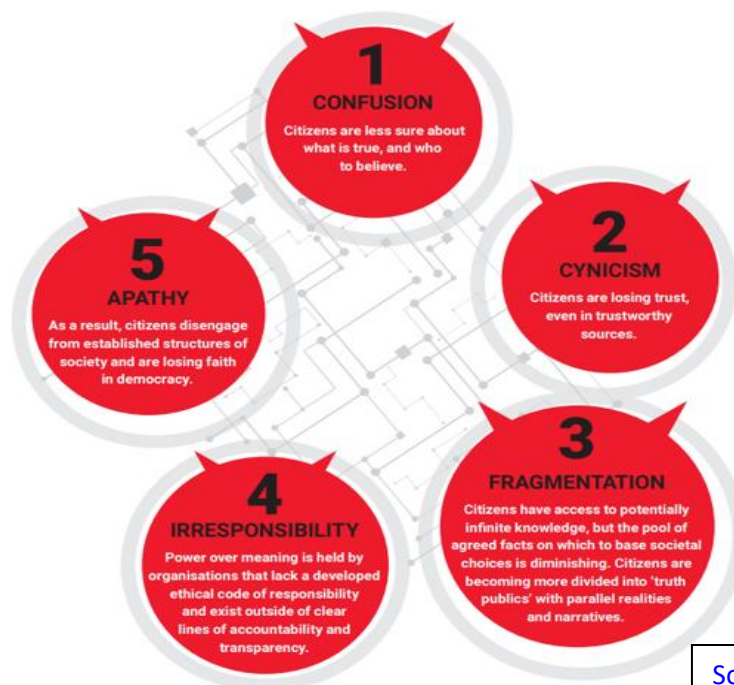 1
CONFUSION
Citizens are less sure about
what is true, and who
to believe.
2
CYNICISM
Citizens are losing trust,
even in trustworthy
sources.
3
FRAGMENTATION
Citizens have access to potentially
infinite knowledge, but the pool of
agreed facts on which to base societal
choices is diminishing. Citizens are
becoming more divided into 'truth
publics' with parallel realities
and narratives.
4
IRRESPONSIBILITY
Power over meaning is held by
organisations that lack a developed
ethical code of responsibility
and exist outside of clear
lines of accountability and
transparency.
5
APATHY
As a result, citizens disengage
from established structures of
society and are losing faith
in democracy.